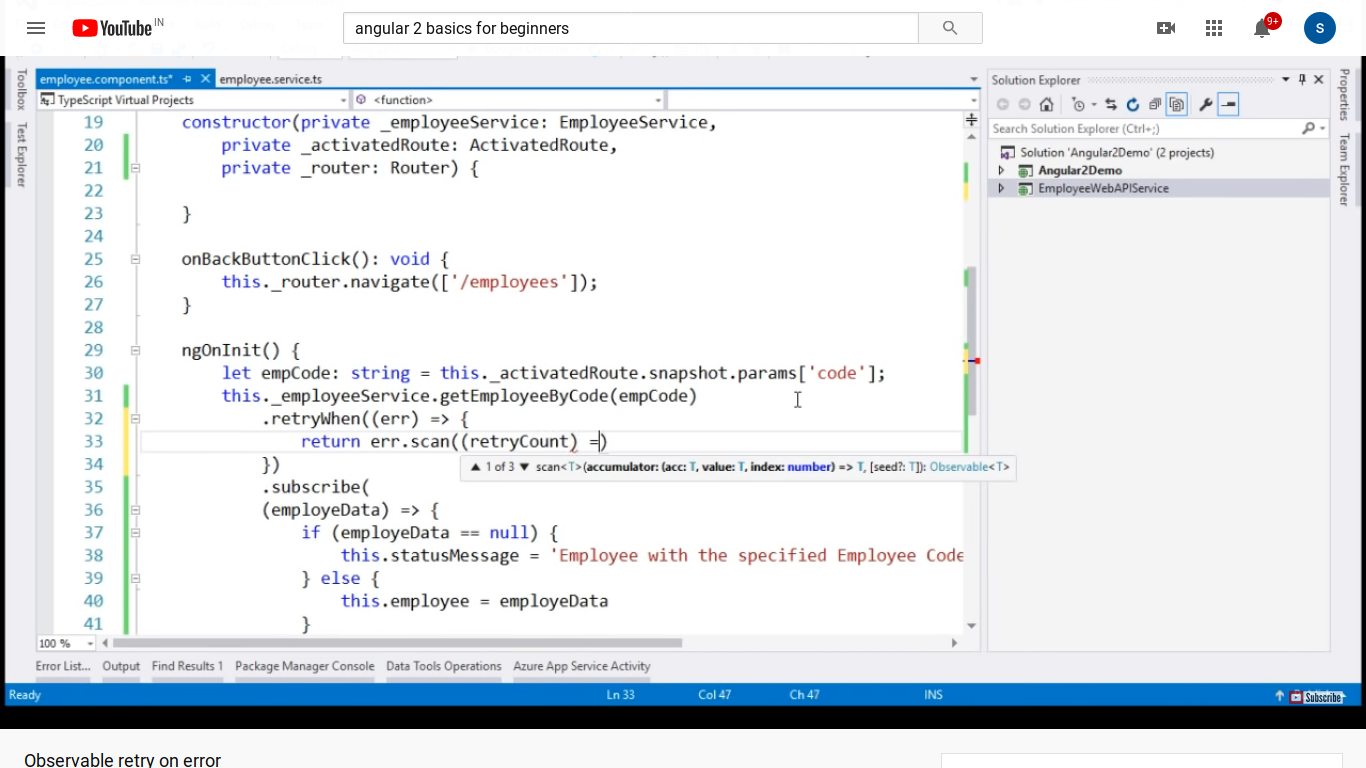 YouTube IN
angular 2 basics for beginners
9+
S
Toolbox
Test Explorer
employee.component.ts*
employee.service.ts
TypeScript Virtual Projects
<function>
19 constructor(private _employeeService: EmployeeService,
20 private _activatedRoute: ActivatedRoute,
21 private _router: Router) {
22
23 }
24
25 onBackButtonClick(): void {
26 this._router.navigate(['/employees']);
27 }
28
29 ngOnInit() {
30 let empCode: string = this._activatedRoute.snapshot.params['code'];
31 this._employeeService.getEmployeeByCode(empCode)
32 .retryWhen((err) => {
33 return err.scan((retryCount) =)
34 })
▲ 1 of 3 ▼ scan<T>(accumulator: (acc: T, value: T, index: number) => T, [seed?: T]): Observable<T>
35 .subscribe(
36 (employeData) => {
37 if (employeData == null) {
38 this.statusMessage = 'Employee with the specified Employee Code
39 } else {
40 this.employee = employeData
41 }
100 %
Solution Explorer
Search Solution Explorer (Ctrl+;)
Solution 'Angular2Demo' (2 projects)
Angular2Demo
EmployeeWebAPIService
Properties
Team Explorer
Error List...
Output
Find Results 1
Package Manager Console
Data Tools Operations
Azure App Service Activity
Ready
Ln 33
Col 47
Ch 47
INS
Subscribe
Observable retry on error